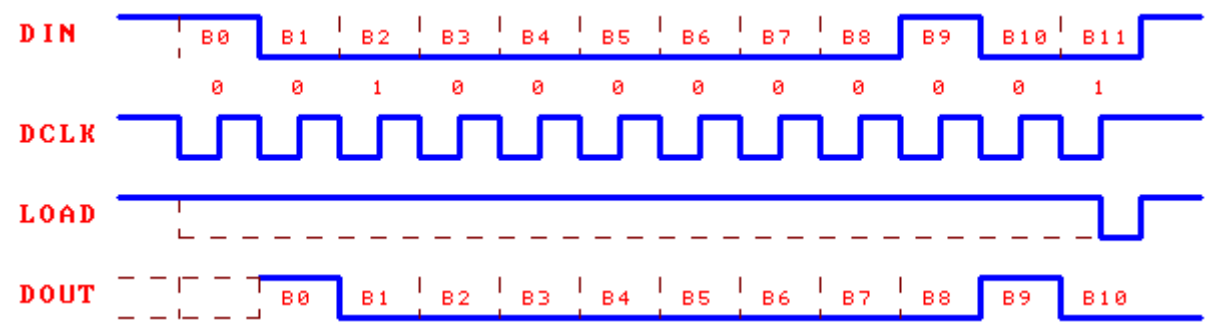 DIN B0 B1 B2 B3 B4 B5 B6 B7 B8 B9 B10 B11
0 0 1 0 0 0 0 0 0 0 0 1
DCLK
LOAD
DOUT B0 B1 B2 B3 B4 B5 B6 B7 B8 B9 B10